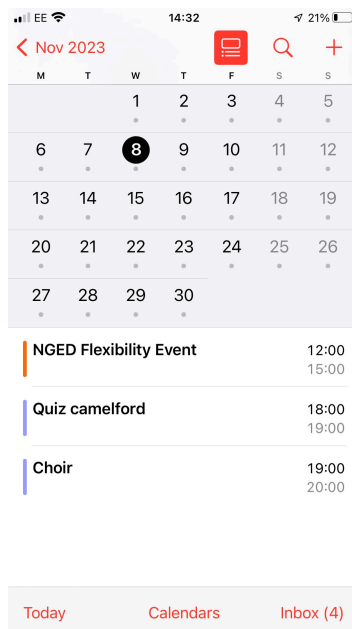 EE 14:32 21%
Nov 2023
M T W T F S S
1 2 3 4 5
6 7 8 9 10 11 12
13 14 15 16 17 18 19
20 21 22 23 24 25 26
27 28 29 30
NGED Flexibility Event 12:00
15:00
Quiz camelford 18:00
19:00
Choir 19:00
20:00
Today Calendars Inbox (4)